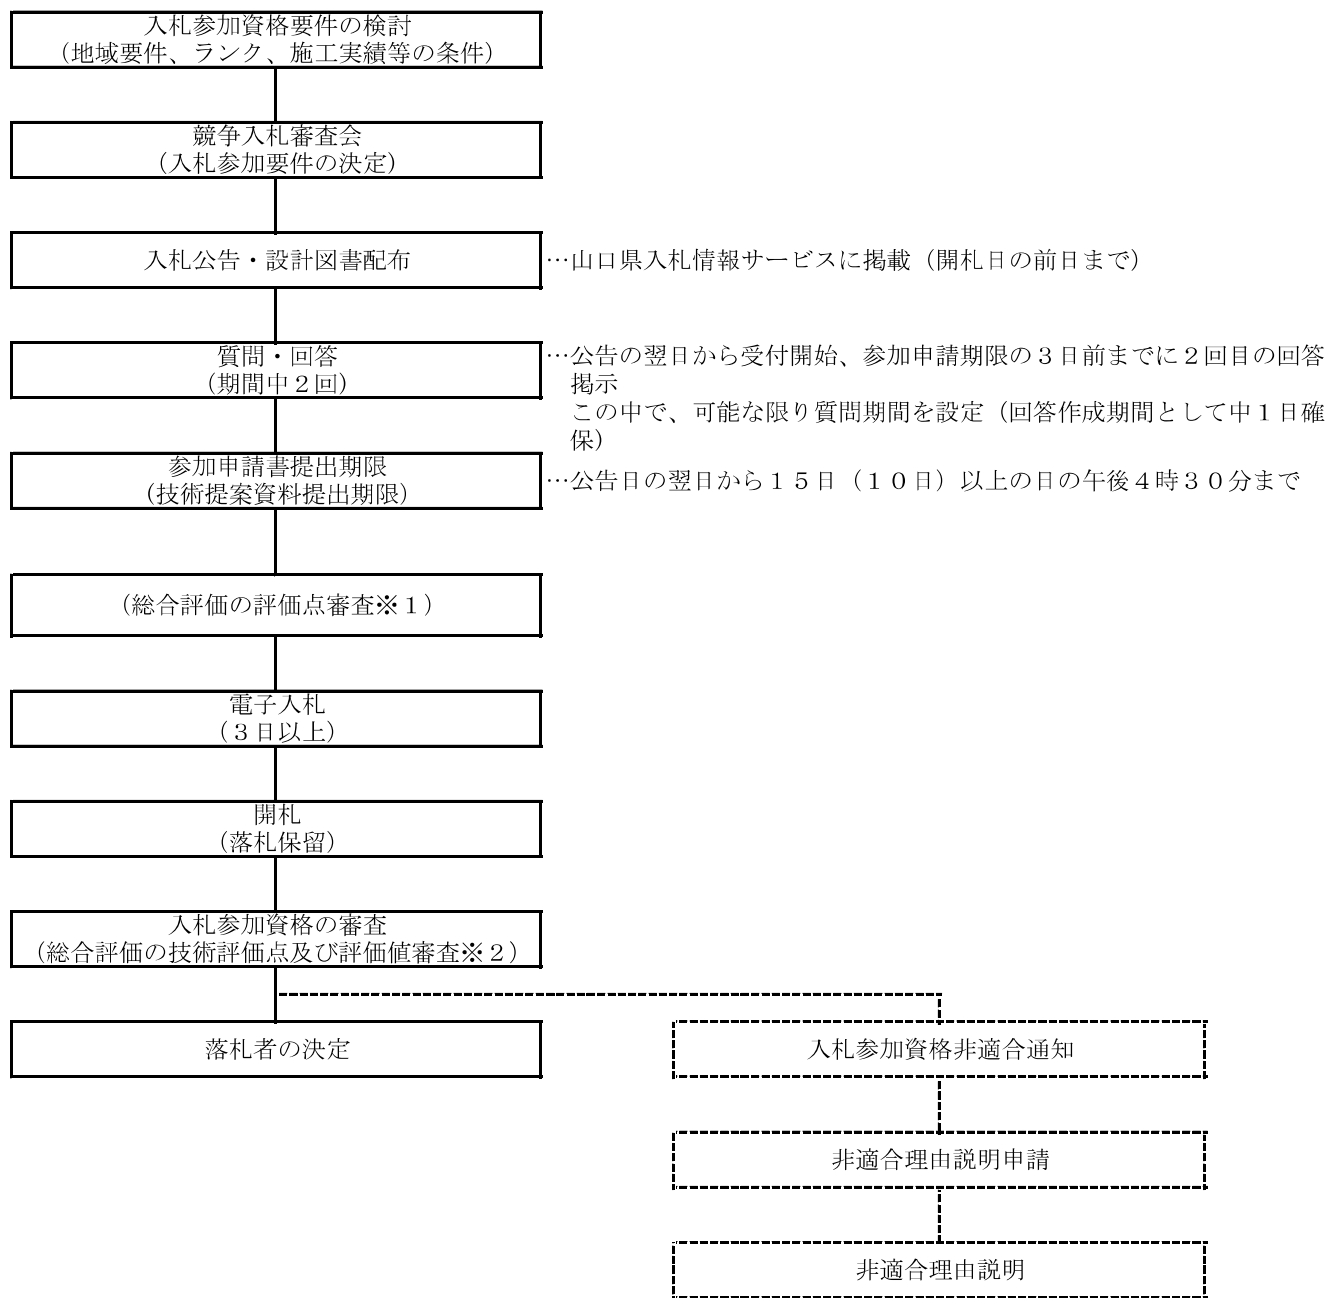 入札参加資格要件の検討
（地域要件、ランク、施工実績等の条件）
競争入札審査会
（入札参加要件の決定）
入札公告・設計図書配布
…山口県入札情報サービスに掲載（開札日の前日まで）
質問・回答
（期間中２回）
…公告の翌日から受付開始、参加申請期限の３日前までに２回目の回答
掲示
この中で、可能な限り質問期間を設定（回答作成期間として中１日確
保）
参加申請書提出期限
（技術提案資料提出期限）
…公告日の翌日から１５日（１０日）以上の日の午後４時３０分まで
（総合評価の評価点審査※１）
電子入札
（３日以上）
開札
（落札保留）
入札参加資格の審査
（総合評価の技術評価点及び評価値審査※２）
落札者の決定
入札参加資格非適合通知
非適合理由説明申請
非適合理由説明